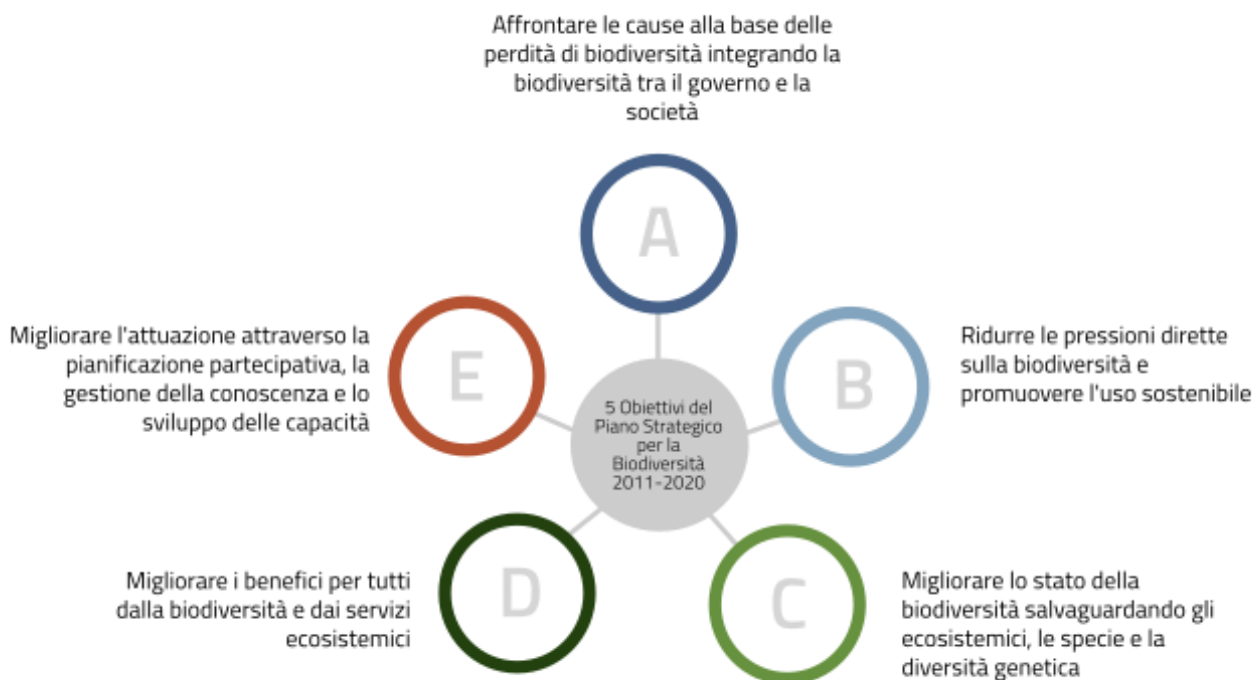 Affrontare le cause alla base delle
perdità di biodiversità integrando la
biodiversità tra il governo e la
società
A
B
Ridurre le pressioni dirette
sulla biodiversità e
promuovere l'uso sostenibile
C
Migliorare lo stato della
biodiversità salvaguardando gli
ecosistemici, le specie e la
diversità genetica
D
Migliorare i benefici per tutti
dalla biodiversità e dai servizi
ecosistemici
E
Migliorare l'attuazione attraverso la
pianificazione partecipativa, la
gestione della conoscenza e lo
sviluppo delle capacità
5 Obiettivi del
Piano Strategico
per la
Biodiversità
2011-2020